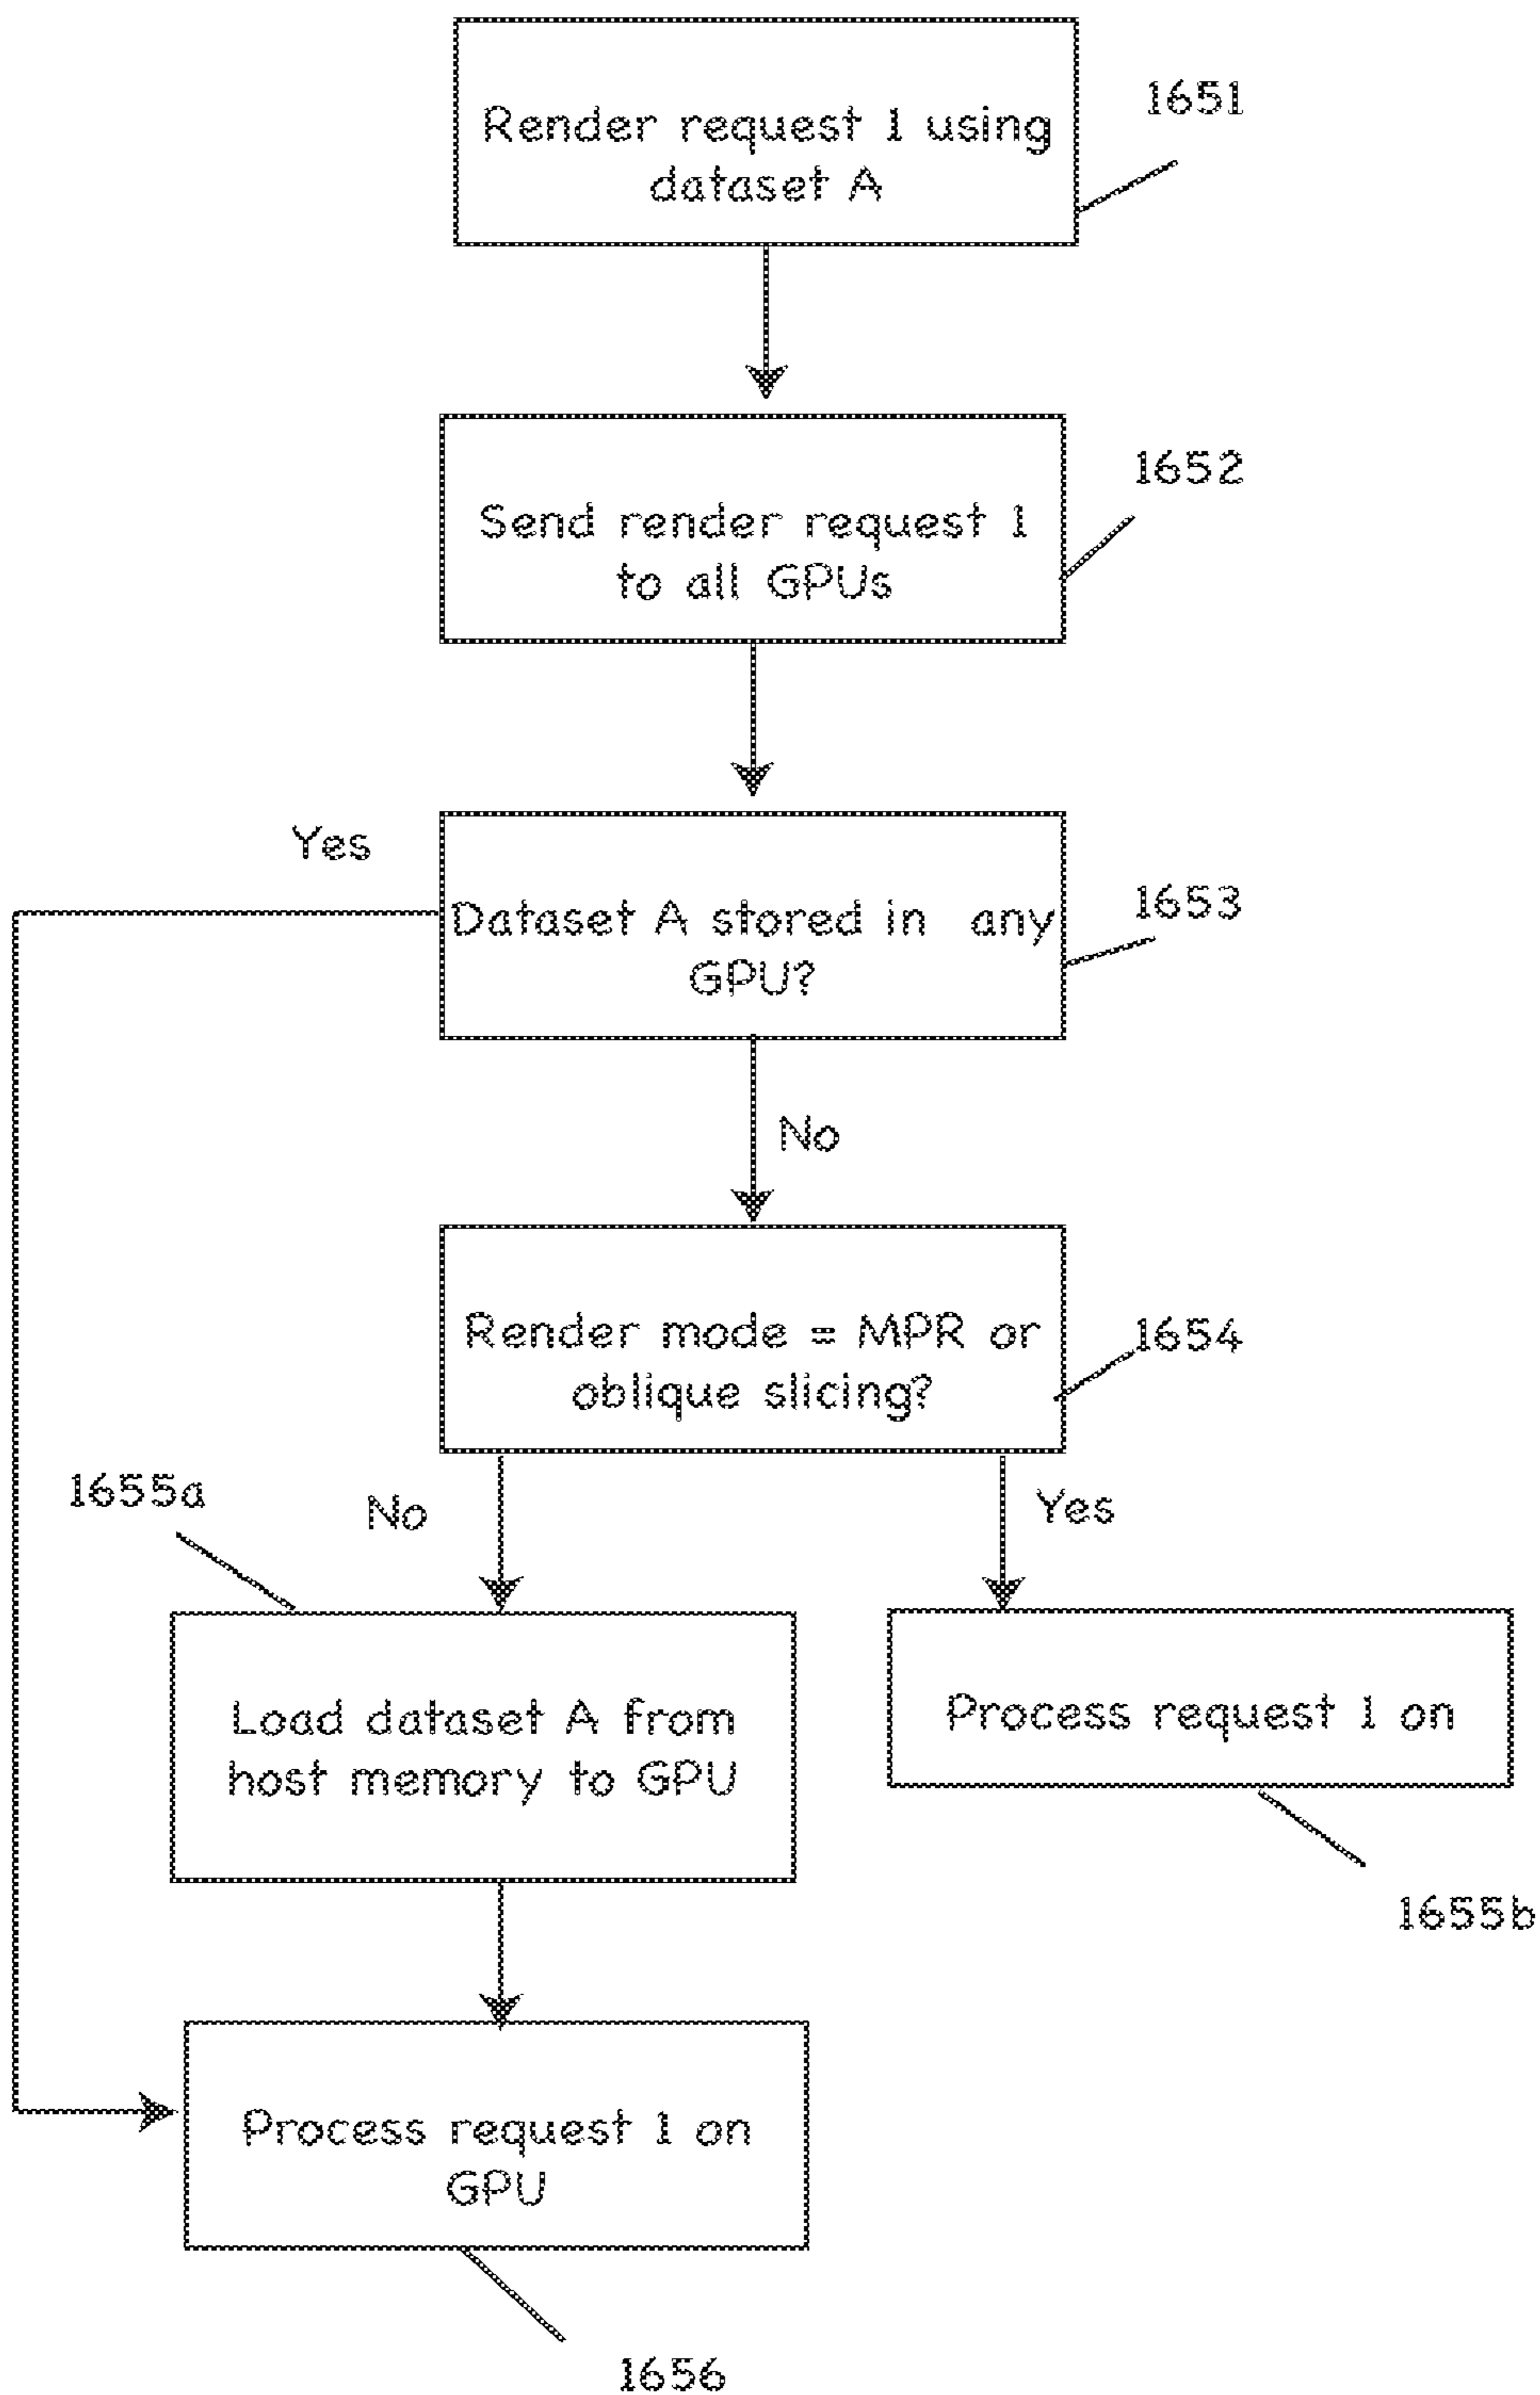 Render request 1 using
dataset A
1651
Send render request 1
to all GPUs
1652
Yes
Dataset A stored in any
GPU?
1653
No
Render mode = MPR or
oblique slicing?
1654
1655a
No
Yes
Load dataset A from
host memory to GPU
Process request 1 on
1655b
Process request 1 on
GPU
1656